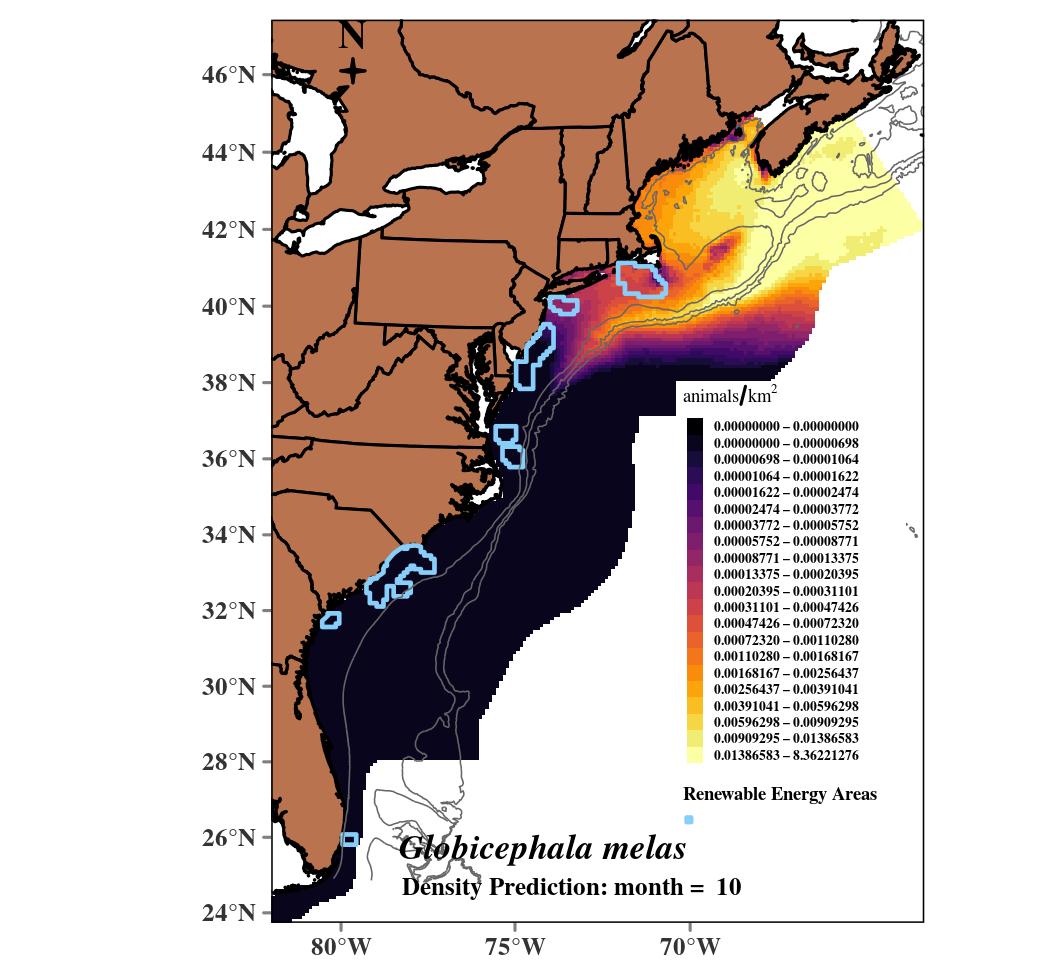 N
46°N
44°N
42°N
40°N
38°N
36°N
34°N
32°N
30°N
28°N
26°N
24°N
animals/km2
0.00000000 – 0.00000000
0.00000000 – 0.00000698
0.00000698 – 0.00001064
0.00001064 – 0.00001622
0.00001622 – 0.00002474
0.00002474 – 0.00003772
0.00003772 – 0.00005752
0.00005752 – 0.00008771
0.00008771 – 0.00013375
0.00013375 – 0.00020395
0.00020395 – 0.00031101
0.00031101 – 0.00047426
0.00047426 – 0.00072320
0.00072320 – 0.00110280
0.00110280 – 0.00168167
0.00168167 – 0.00256437
0.00256437 – 0.00391041
0.00391041 – 0.00596298
0.00596298 – 0.00909295
0.00909295 – 0.01386583
0.01386583 – 8.36221276
Renewable Energy Areas
Globicephala melas
Density Prediction: month = 10
80°W 75°W 70°W